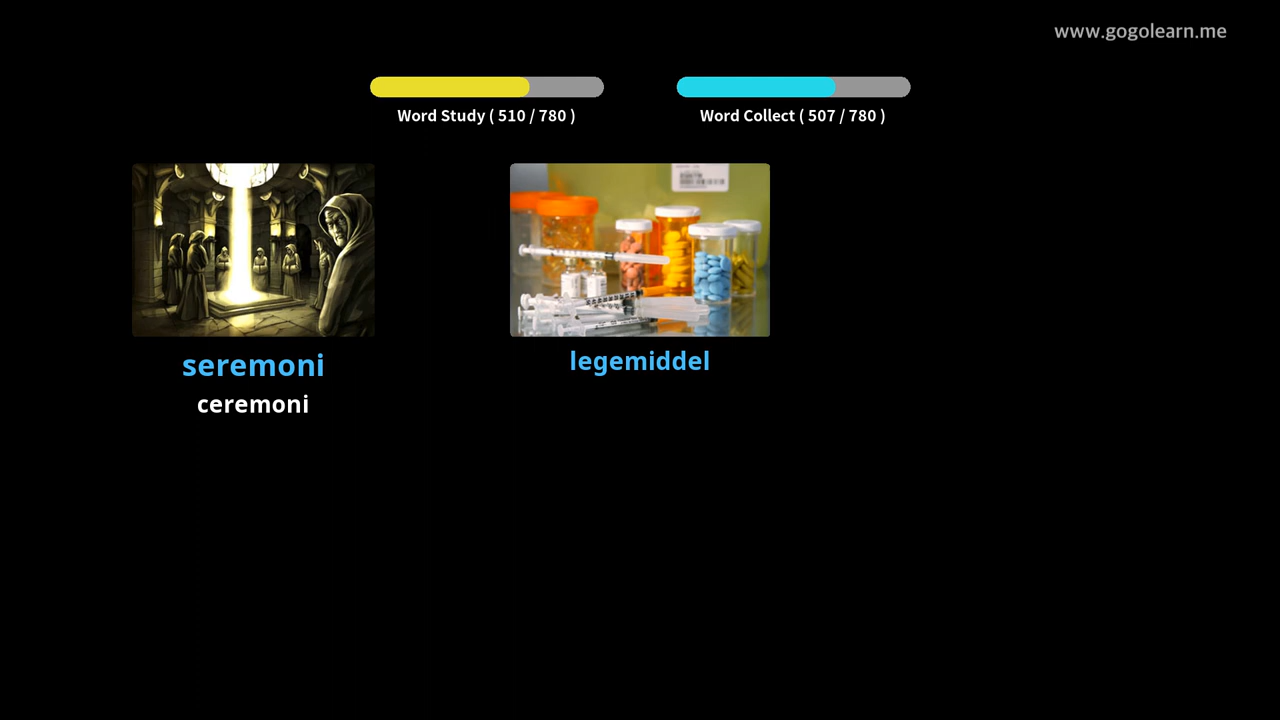 www.gogolearn.me
Word Study ( 510 / 780 )
Word Collect ( 507 / 780 )
seremoni
ceremoni
legemiddel